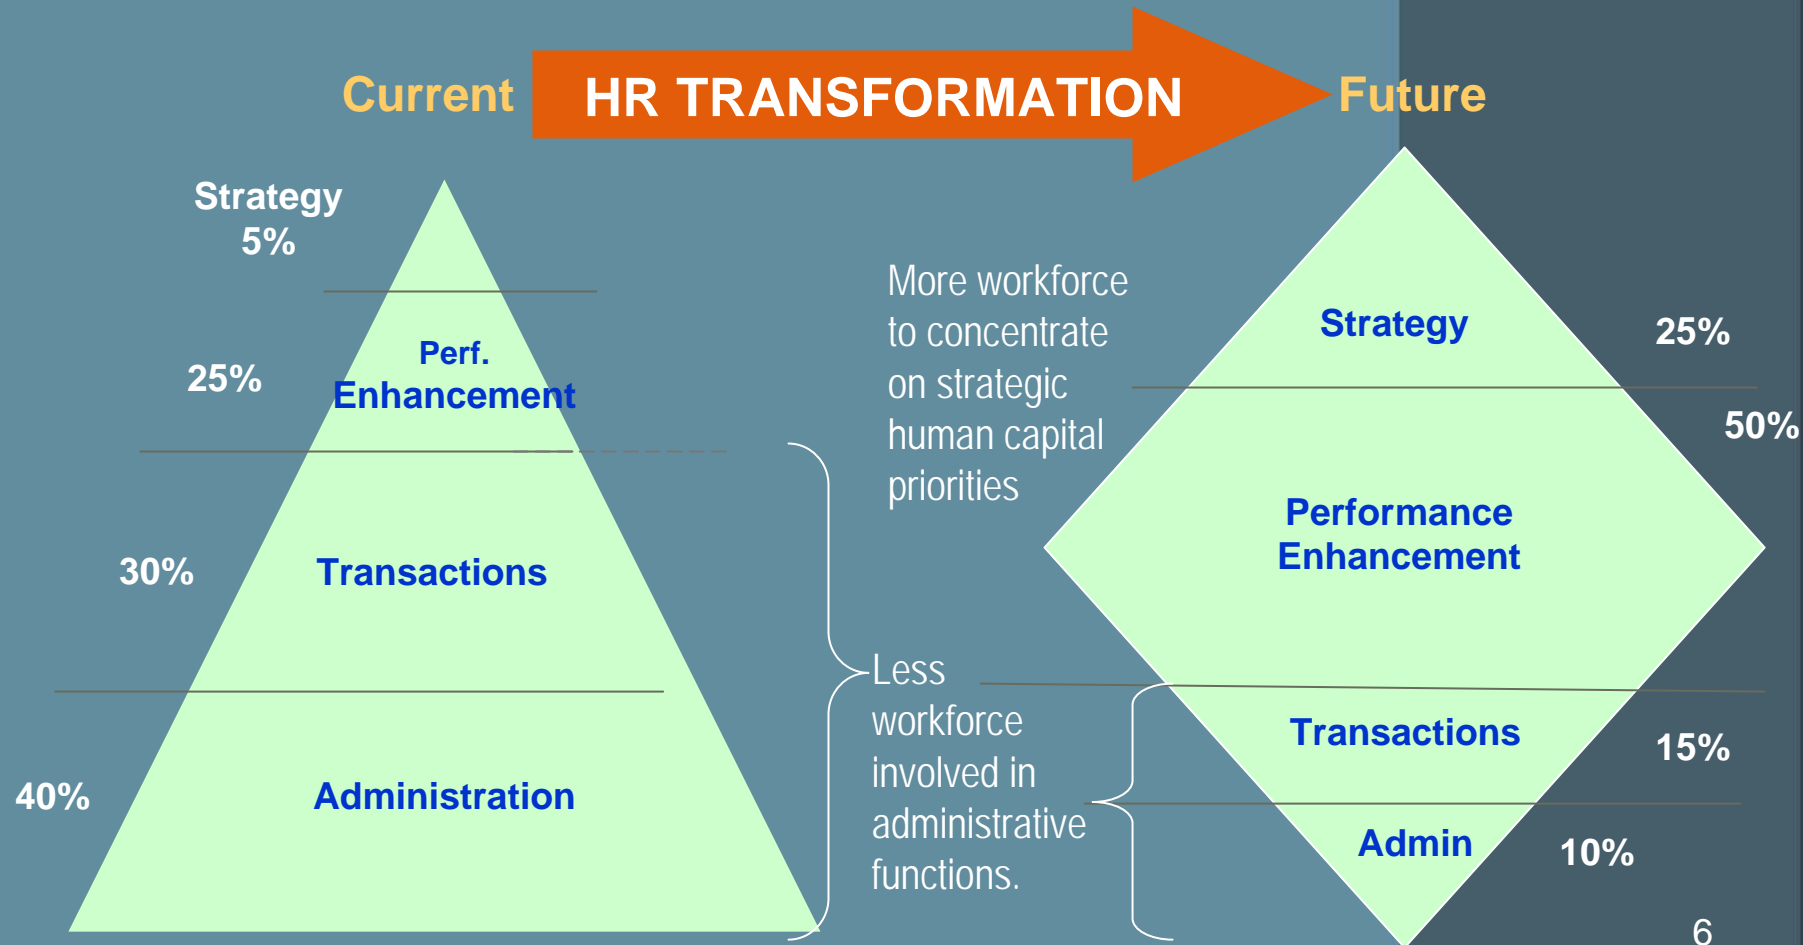 Current
HR TRANSFORMATION
Future
Strategy
5%
25%
Perf.
Enhancement
30%
Transactions
40%
Administration
More workforce
to concentrate
on strategic
human capital
priorities
Less
workforce
involved in
administrative
functions.
Strategy
25%
50%
Performance
Enhancement
Transactions
15%
Admin
10%
6